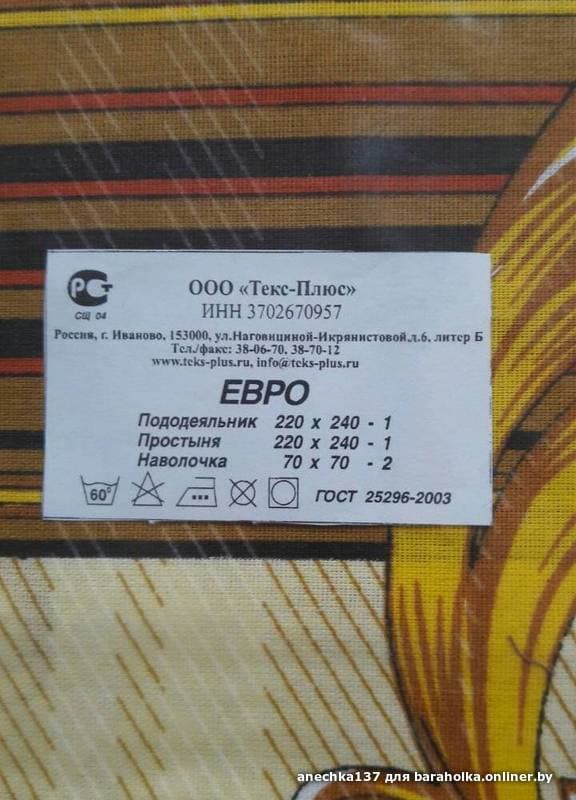 РСТ
СЩ 04
ООО «Текс-Плюс»
ИНН 3702670957
Россия, г. Иваново, 153000, ул.Наговициной-Икрянистовой,д.6, литер Б
Тел./факс: 38-06-70, 38-70-12
www.teks-plus.ru, info@teks-plus.ru
ЕВРО
Пододеяльник 220 х 240 - 1
Простыня 220 х 240 - 1
Наволочка 70 х 70 - 2
60° ГОСТ 25296-2003
anechka137 для baraholka.onliner.by